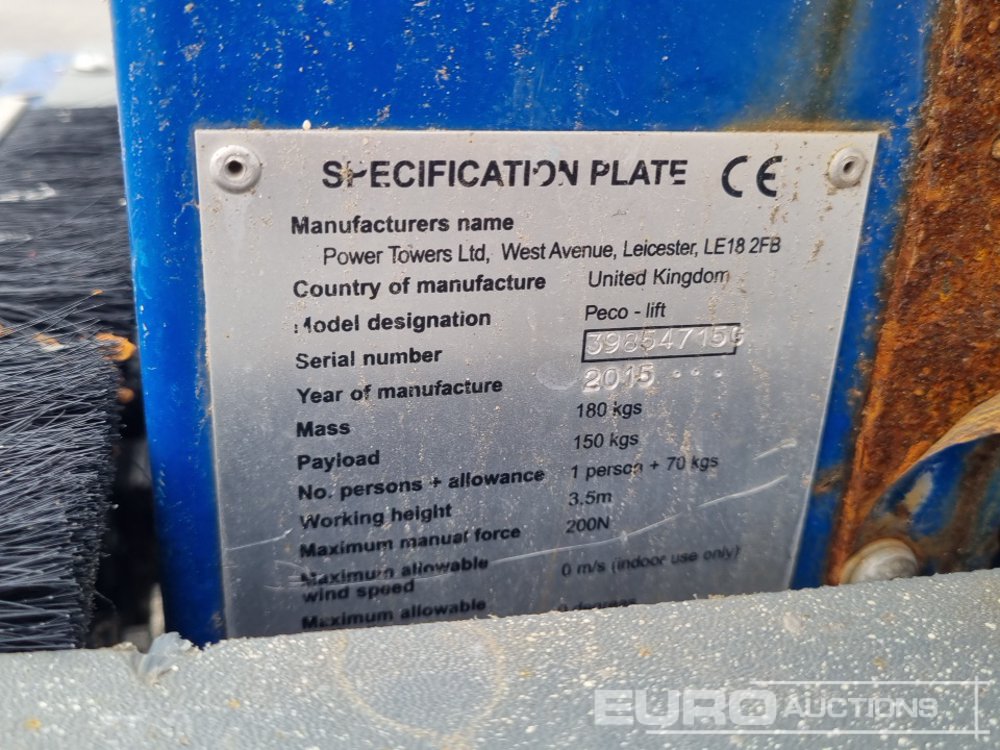 SPECIFICATION PLATE CE
Manufacturers name
Power Towers Ltd, West Avenue, Leicester, LE18 2FB
Country of manufacture United Kingdom
Model designation Peco - lift
Serial number 39854715G
Year of manufacture 2015
Mass 180 kgs
Payload 150 kgs
No. persons + allowance 1 person + 70 kgs
Working height 3.5m
Maximum manual force 200N
Maximum allowable
wind speed 0 m/s (indoor use only)
Maximum allowable 0 degrees
EURO AUCTIONS